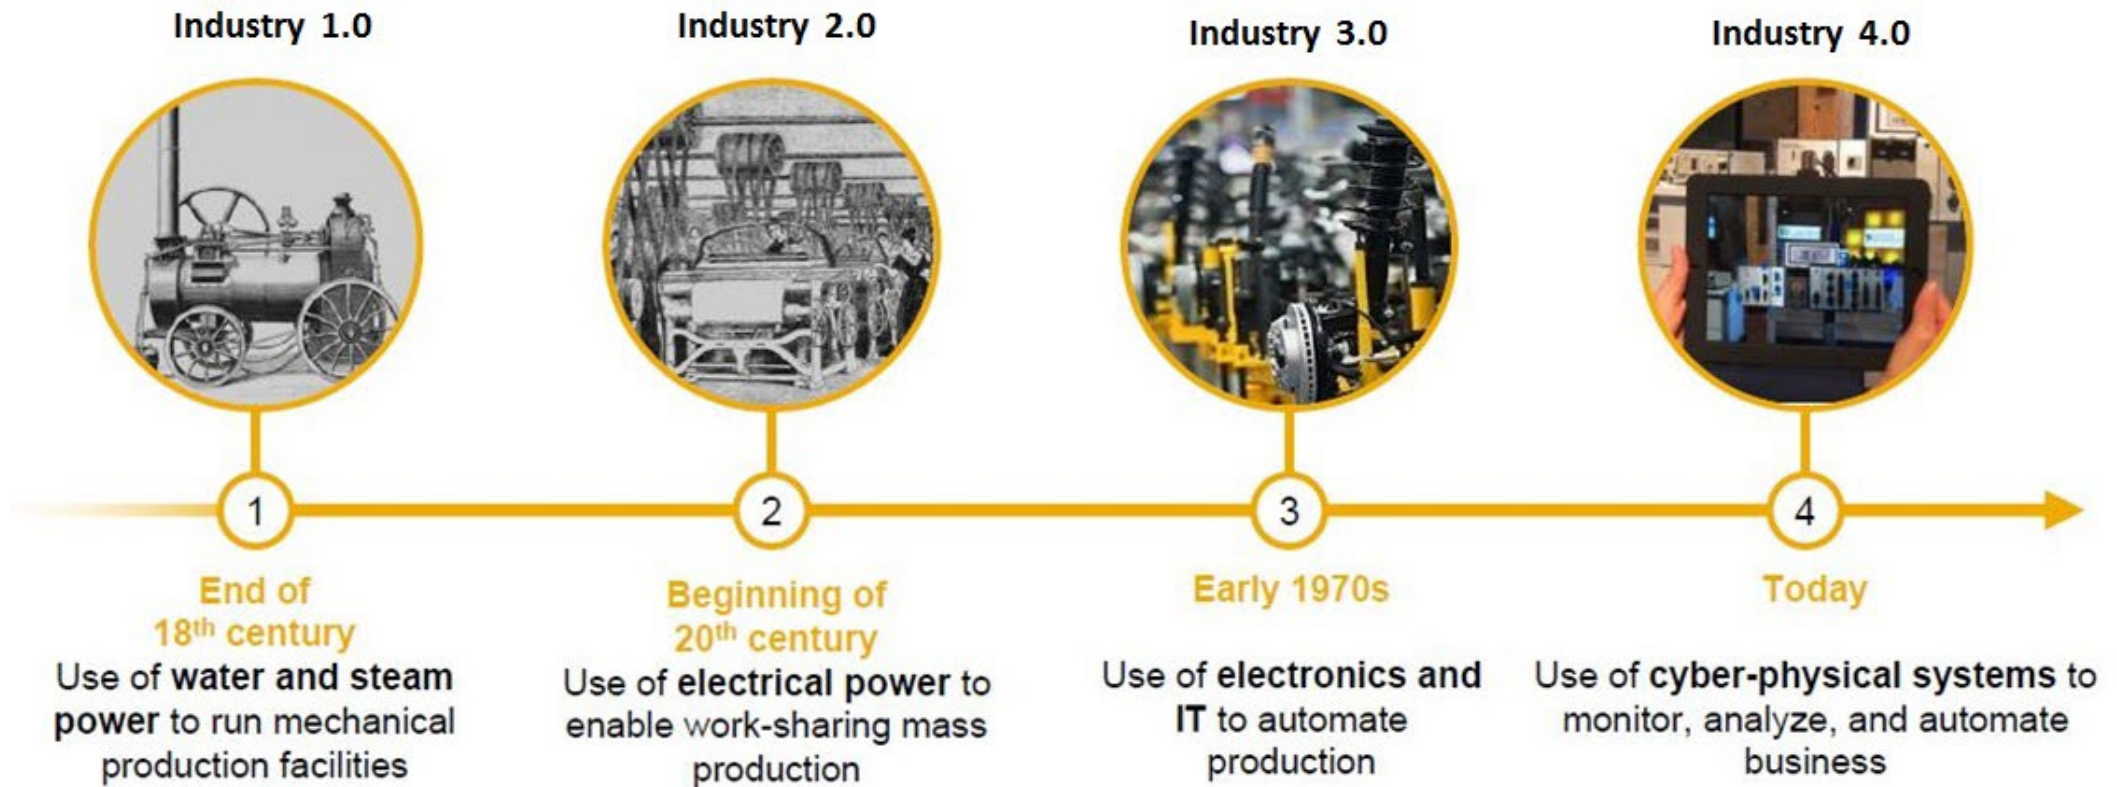 Industry 1.0
Industry 2.0
Industry 3.0
Industry 4.0
1
2
3
4
End of
18th century
Use of water and steam
power to run mechanical
production facilities
Beginning of
20th century
Use of electrical power to
enable work-sharing mass
production
Early 1970s
Use of electronics and
IT to automate
production
Today
Use of cyber-physical systems to
monitor, analyze, and automate
business